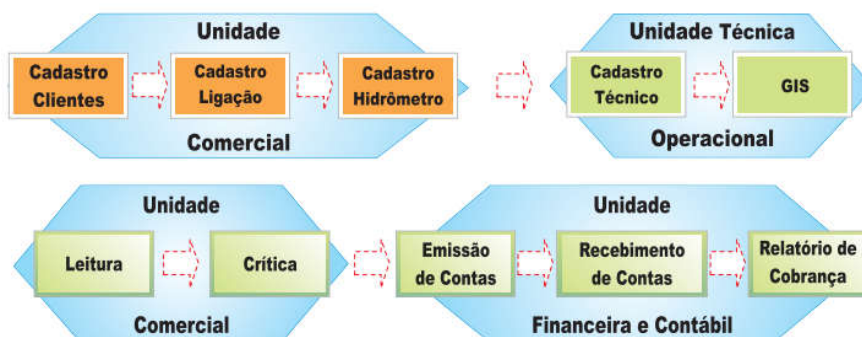 Unidade
Cadastro
Clientes
Cadastro
Ligação
Cadastro
Hidrômetro
Comercial
Unidade Técnica
Cadastro
Técnico
GIS
Operacional
Unidade
Leitura
Crítica
Comercial
Unidade
Emissão
de Contas
Recebimento
de Contas
Relatório de
Cobrança
Financeira e Contábil